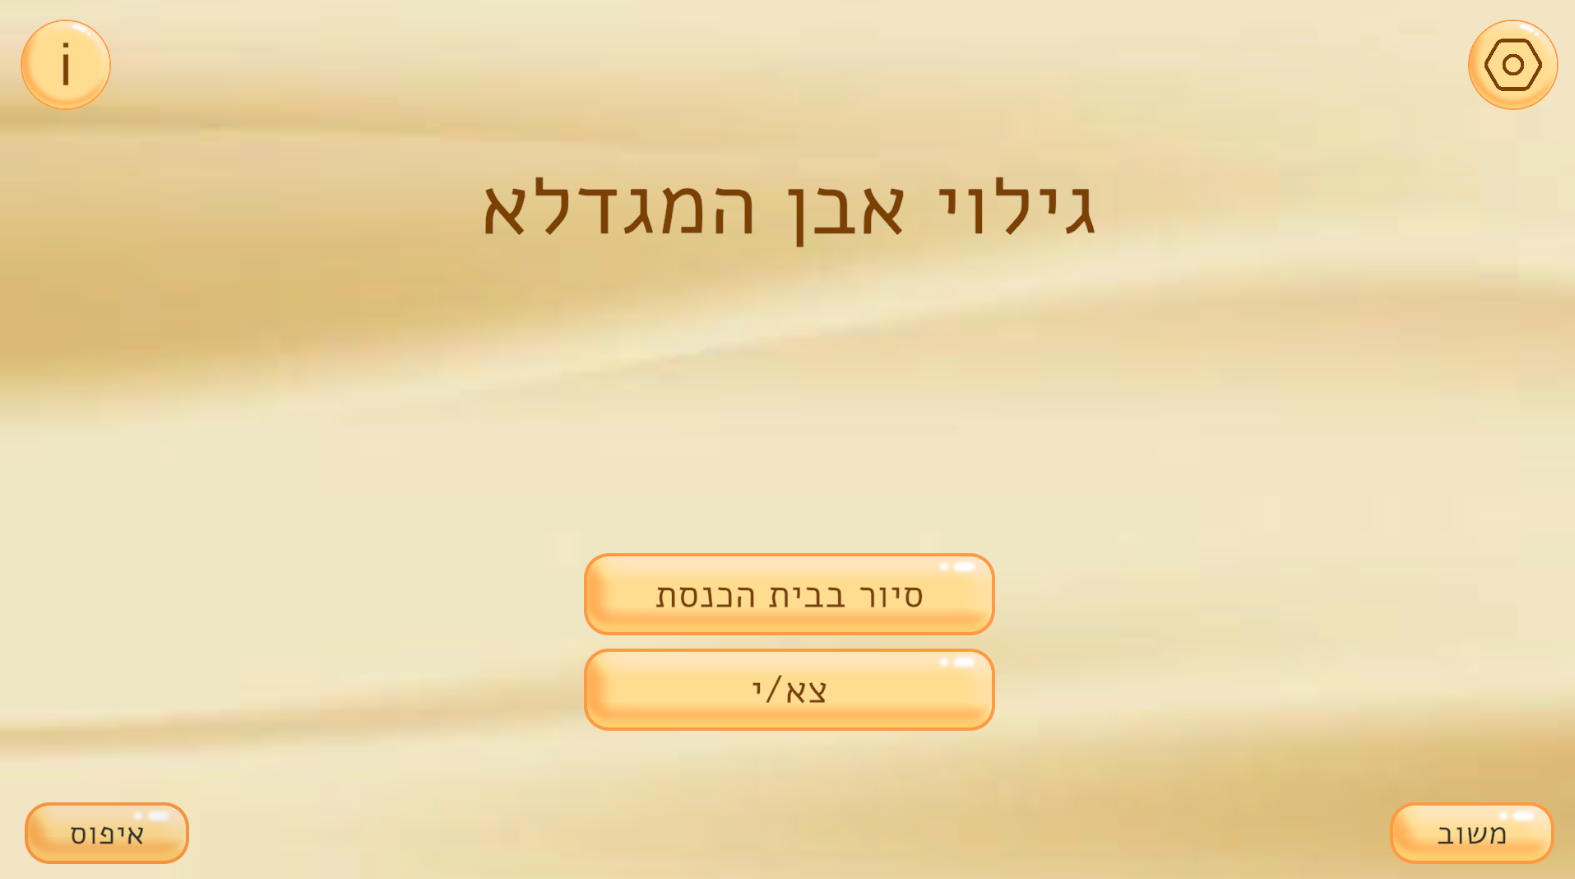 i
גילוי אבן המגדלא
סיור בבית הכנסת
צא/י
משוב
איפוס